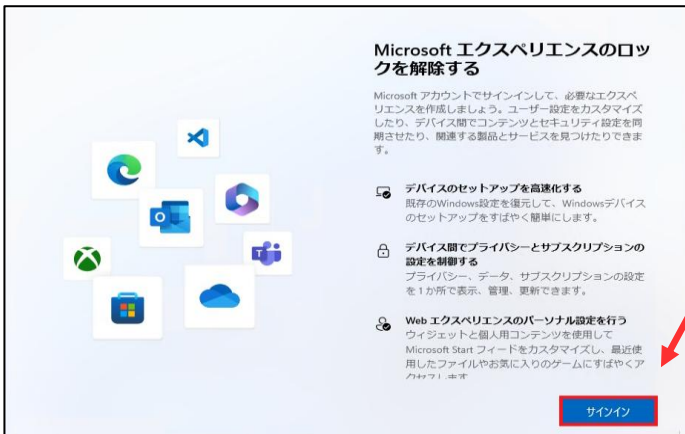 Microsoft エクスペリエンスのロッ
クを解除する
Microsoft アカウントでサインインして、必要なエクスペ
リエンスを作成しましょう。ユーザー設定をカスタマイズ
したり、デバイス間でコンテンツとセキュリティ設定を同
期させたり、関連する製品とサービスを見つけたりできま
す。
デバイスのセットアップを高速化する
既存のWindows設定を復元して、Windowsデバイス
のセットアップをすばやく簡単にします。
デバイス間でプライバシーとサブスクリプションの
設定を制御する
プライバシー、データ、サブスクリプションの設定
を1か所で表示、管理、更新できます。
Web エクスペリエンスのパーソナル設定を行う
ウィジェットと個人用コンテンツを使用して
Microsoft Start フィードをカスタマイズし、最近使
用したファイルやお気に入りのゲームにすばやくア
クセスします
サインイン